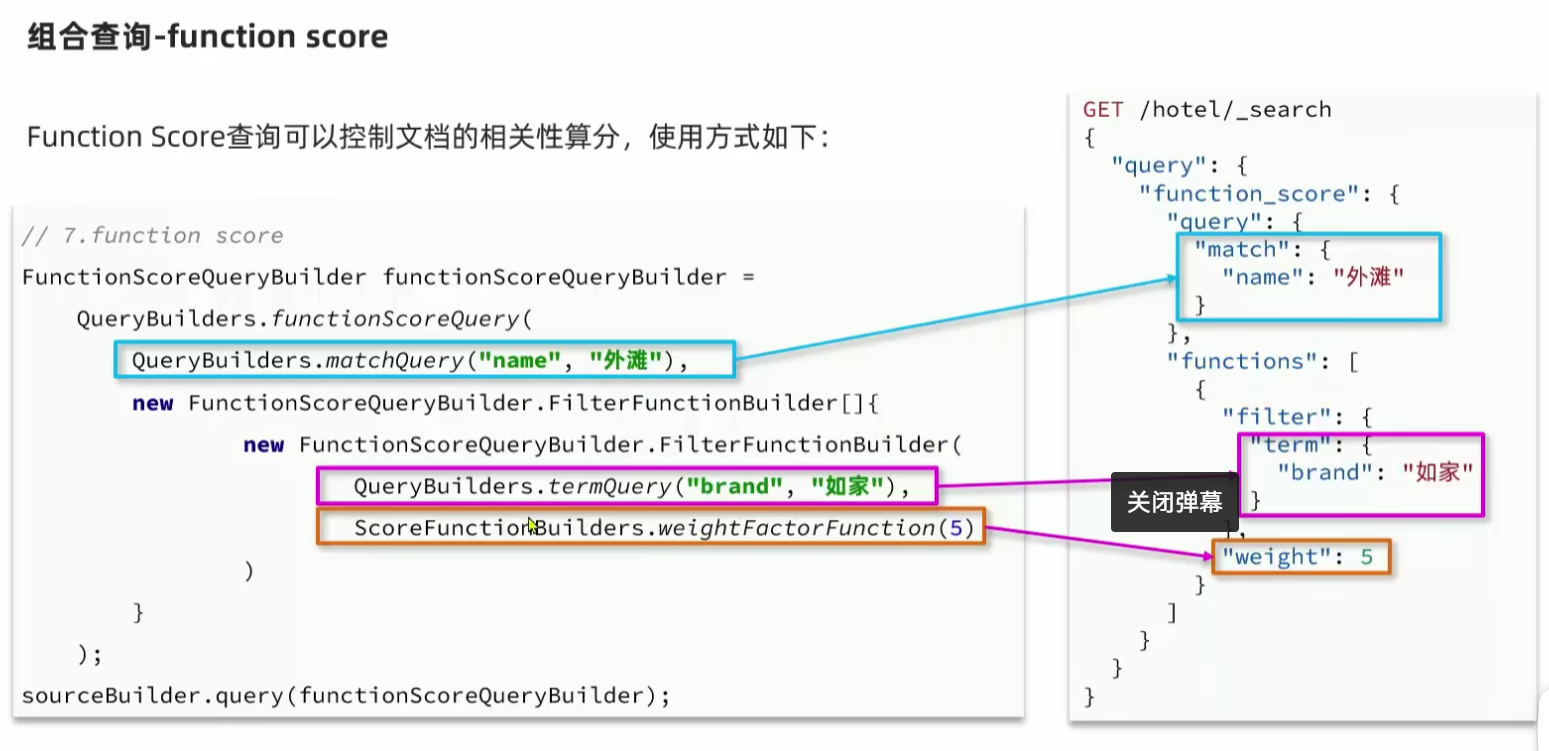 组合查询-function score
Function Score查询可以控制文档的相关性算分，使用方式如下：
// 7.function score
FunctionScoreQueryBuilder functionScoreQueryBuilder =
QueryBuilders.functionScoreQuery(
QueryBuilders.matchQuery("name", "外滩"),
new FunctionScoreQueryBuilder.FilterFunctionBuilder[]{
new FunctionScoreQueryBuilder.FilterFunctionBuilder(
QueryBuilders.termQuery("brand", "如家"),
ScoreFunctionBuilders.weightFactorFunction(5)
)
}
);
sourceBuilder.query(functionScoreQueryBuilder);
GET /hotel/_search
{
"query": {
"function_score": {
"query": {
"match": {
"name": "外滩"
}
},
"functions": [
{
"filter": {
"term": {
"brand": "如家"
}
},
"weight": 5
}
]
}
}
}
关闭弹幕